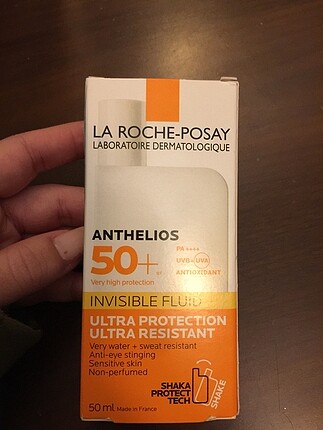 LA ROCHE-POSAY
LABORATOIRE DERMATOLOGIQUE
ANTHELIOS
50+
Very high protection
PA ++++
UVB + UVA
ANTIOXIDANT
INVISIBLE FLUID
ULTRA PROTECTION
ULTRA RESISTANT
Very water + sweat resistant
Anti-eye stinging
Sensitive skin
Non-perfumed
SHAKA
PROTECT
TECH
SHAKE
50 ml Made in France